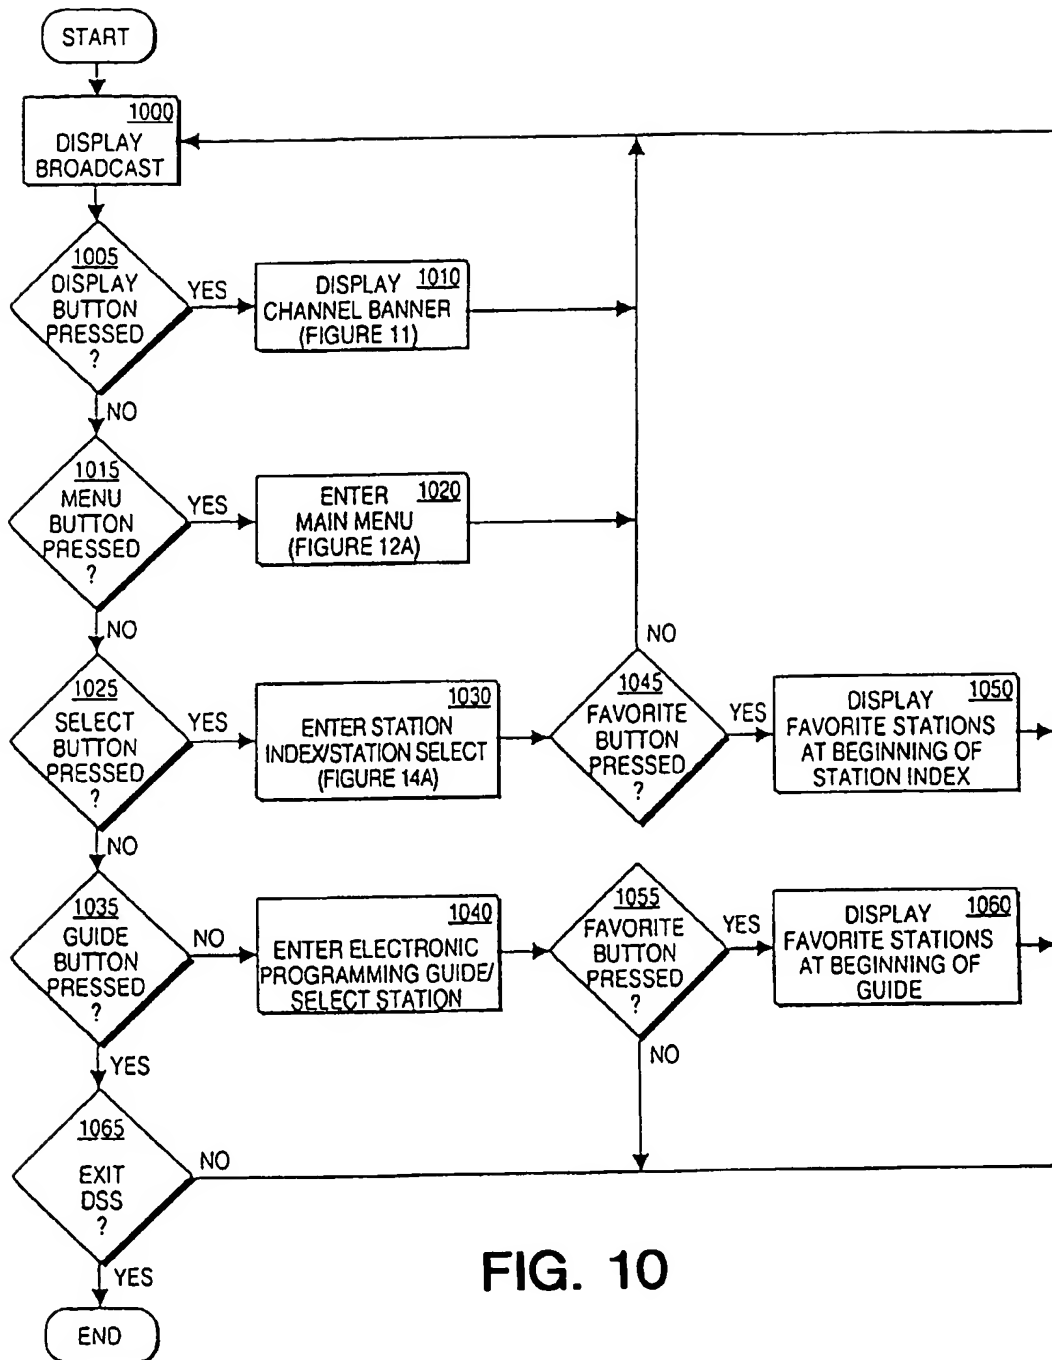 START
1000
DISPLAY
BROADCAST
1005
DISPLAY
BUTTON
PRESSED
?
YES
DISPLAY 1010
CHANNEL BANNER
(FIGURE 11)
NO
1015
MENU
BUTTON
PRESSED
?
YES
ENTER 1020
MAIN MENU
(FIGURE 12A)
NO
1025
SELECT
BUTTON
PRESSED
?
YES
1030
ENTER STATION
INDEX/STATION SELECT
(FIGURE 14A)
NO
1045
FAVORITE
BUTTON
PRESSED
?
YES
DISPLAY 1050
FAVORITE STATIONS
AT BEGINNING OF
STATION INDEX
NO
1035
GUIDE
BUTTON
PRESSED
?
NO
1040
ENTER ELECTRONIC
PROGRAMMING GUIDE/
SELECT STATION
1055
FAVORITE
BUTTON
PRESSED
?
YES
DISPLAY 1060
FAVORITE STATIONS
AT BEGINNING OF
GUIDE
NO
YES
1065
EXIT
DSS
?
NO
YES
END
FIG. 10